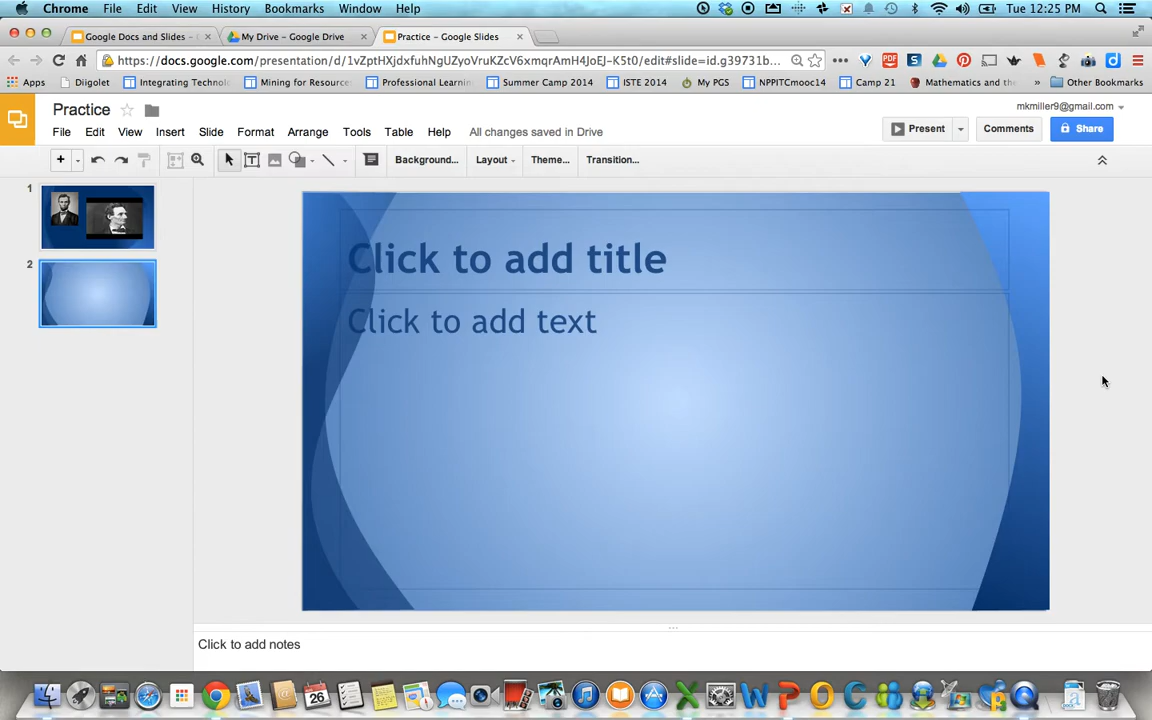 Chrome File Edit View History Bookmarks Window Help Tue 12:25 PM
Google Docs and Slides - My Drive – Google Drive Practice – Google Slides
https://docs.google.com/presentation/d/1vZptHXjdxfuhNgUZyoVruKZcV6xmqrAmH4JoEJ-K5t0/edit#slide=id.g39731b...
Apps Diigolet Integrating Technol Mining for Resource Professional Learning Summer Camp 2014 ISTE 2014 My PGS NPPITCmooc14 Camp 21 Mathematics and the » Other Bookmarks
Practice mkmiller9@gmail.com
File Edit View Insert Slide Format Arrange Tools Table Help All changes saved in Drive Present Comments Share
Background... Layout Theme... Transition...
1
2
Click to add title
Click to add text
Click to add notes
26